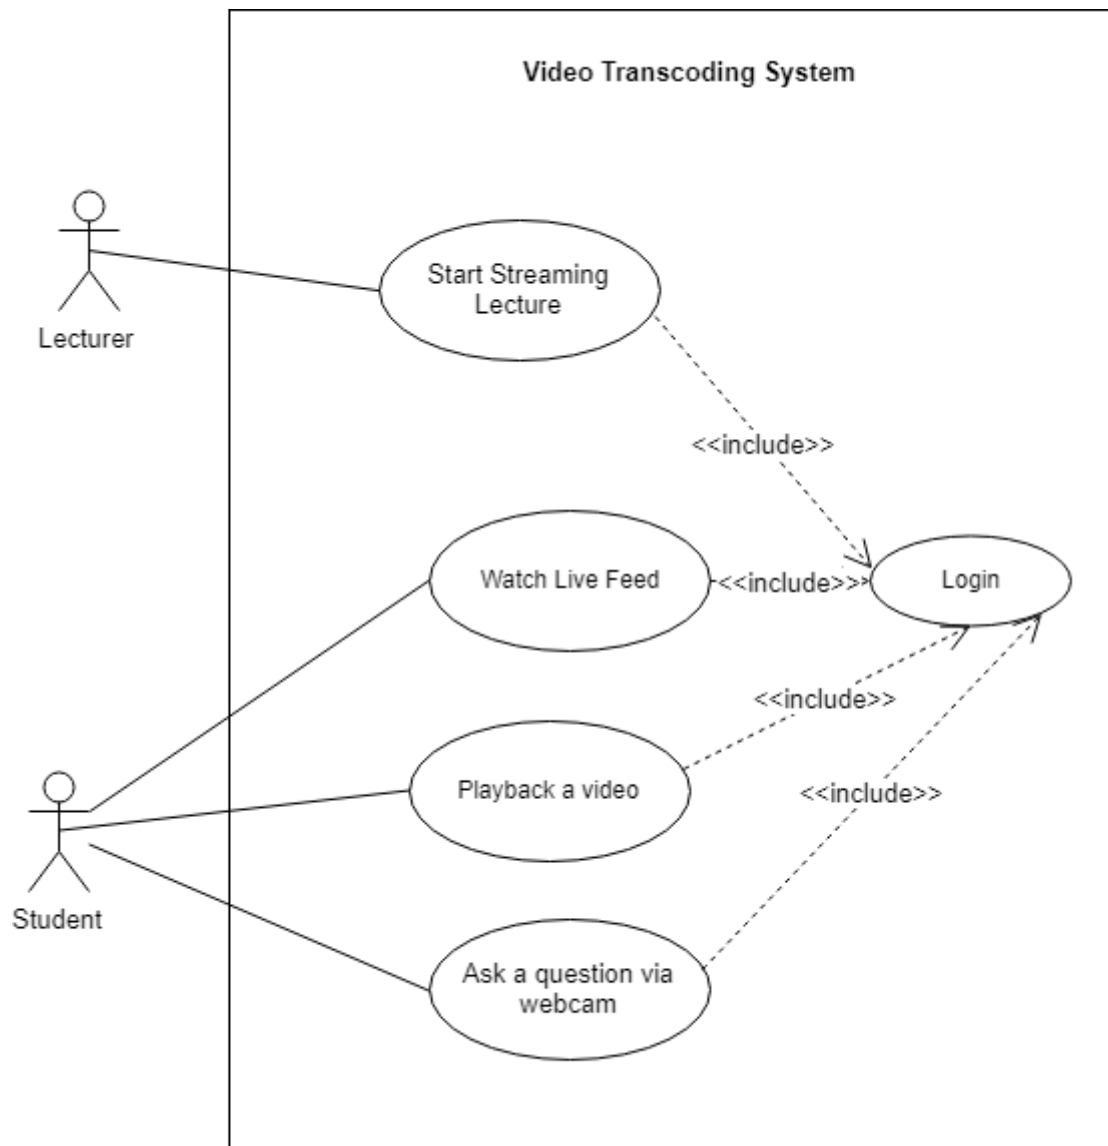 Video Transcoding System
Lecturer
Start Streaming
Lecture
<<include>>
Watch Live Feed
<<include>>
Login
<<include>>
Playback a video
<<include>>
Student
Ask a question via
webcam